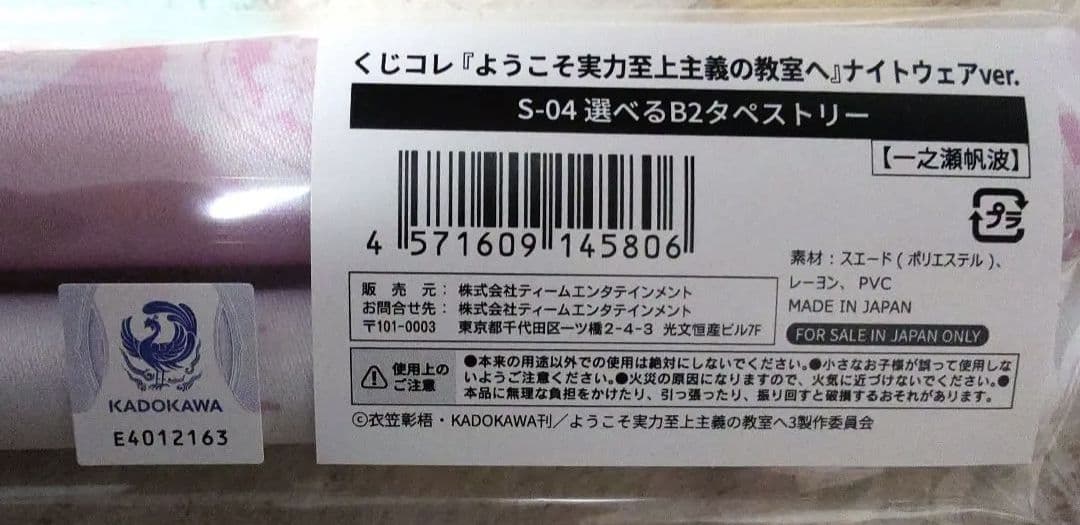 くじコレ『ようこそ実力至上主義の教室へ』ナイトウェアver.
S-04 選べるB2タペストリー
【一之瀬帆波】
4 571609 145806
プラ
素材：スエード(ポリエステル)、
レーヨン、PVC
MADE IN JAPAN
FOR SALE IN JAPAN ONLY
販売元：株式会社ティームエンタテインメント
お問合せ先：株式会社ティームエンタテインメント
〒101-0003 東京都千代田区一ツ橋2-4-3 光文恒産ビル7F
使用上の
ご注意
●本来の用途以外での使用は絶対にしないでください。●小さなお子様が誤って使用しな
いようご注意ください。●火災の原因になりますので、火気に近づけないでください。●
本品に無理な負担をかけたり、引っ張ったり、振り回すと破損するおそれがあります。
©衣笠彰梧・KADOKAWA刊／ようこそ実力至上主義の教室へ3製作委員会
KADOKAWA
E4012163